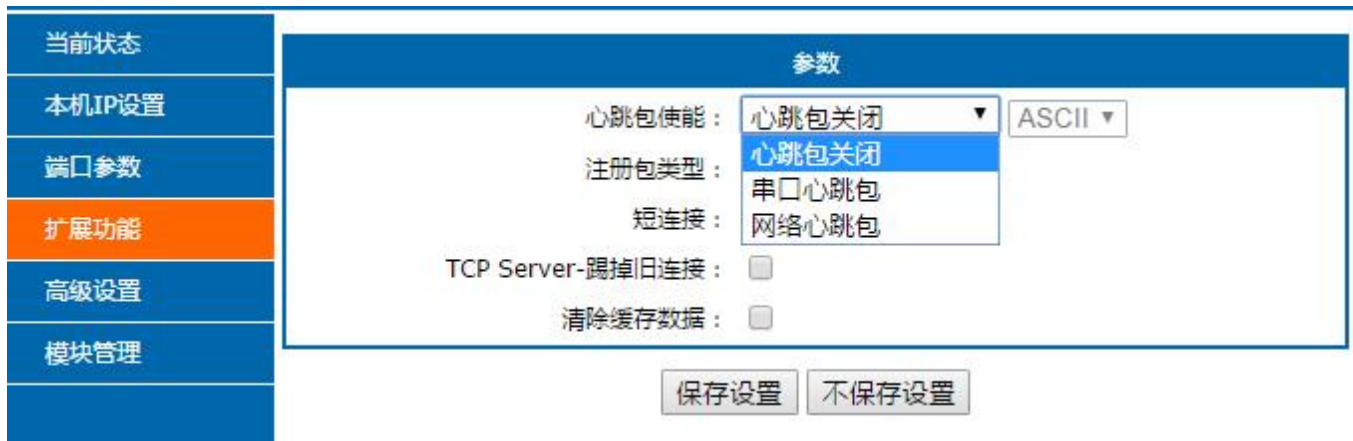 当前状态
本机IP设置
端口参数
扩展功能
高级设置
模块管理
参数
心跳包使能： 心跳包关闭 ASCII
心跳包关闭
注册包类型：
串口心跳包
短连接：
网络心跳包
TCP Server-踢掉旧连接：
清除缓存数据：
保存设置 不保存设置